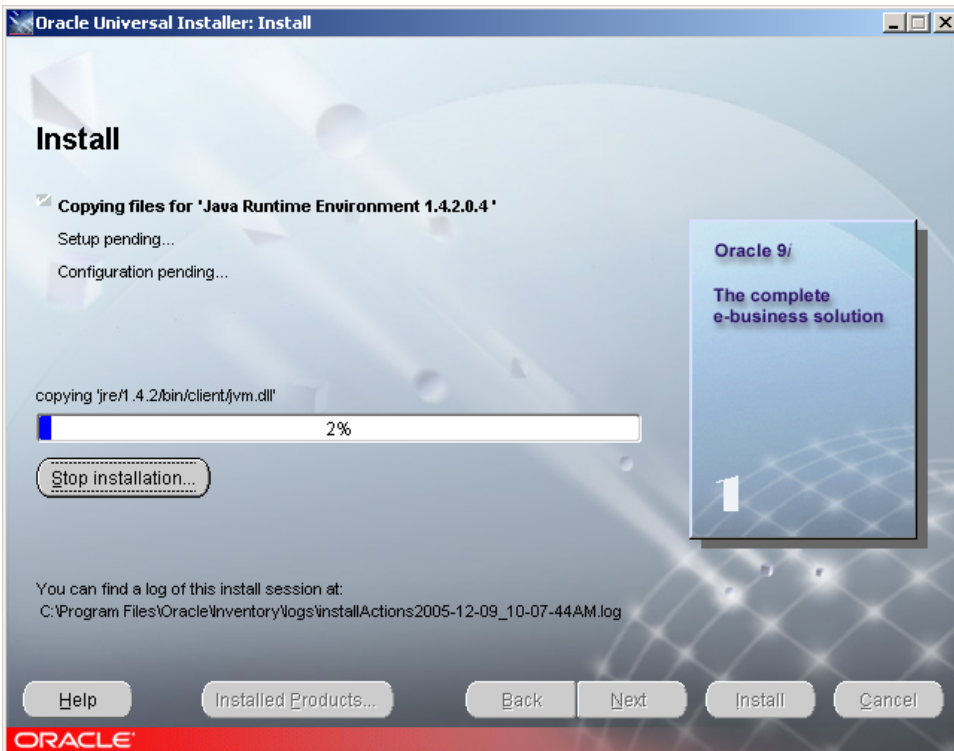 Oracle Universal Installer: Install
Install
Copying files for 'Java Runtime Environment 1.4.2.0.4 '
Setup pending...
Configuration pending...
Oracle 9i
The complete
e-business solution
copying 'jre/1.4.2/bin/client/jvm.dll'
2%
Stop installation...
1
You can find a log of this install session at:
C:\Program Files\Oracle\Inventory\logs\installActions2005-12-09_10-07-44AM.log
Help
Installed Products...
Back
Next
Install
Cancel
ORACLE